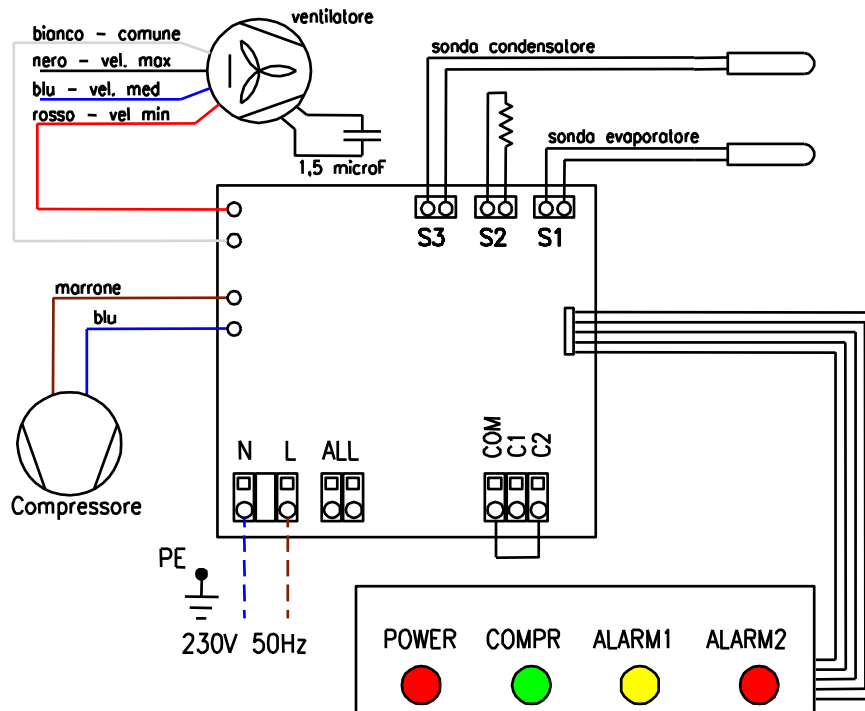 ventilatore
bianco - comune
nero - vel. max
blu - vel. med
rosso - vel min
1,5 microF
sonda condensatore
sonda evaporatore
S3 S2 S1
marrone
blu
Compressore
N L ALL
COM C1 C2
PE
230V 50Hz
POWER COMPR ALARM1 ALARM2